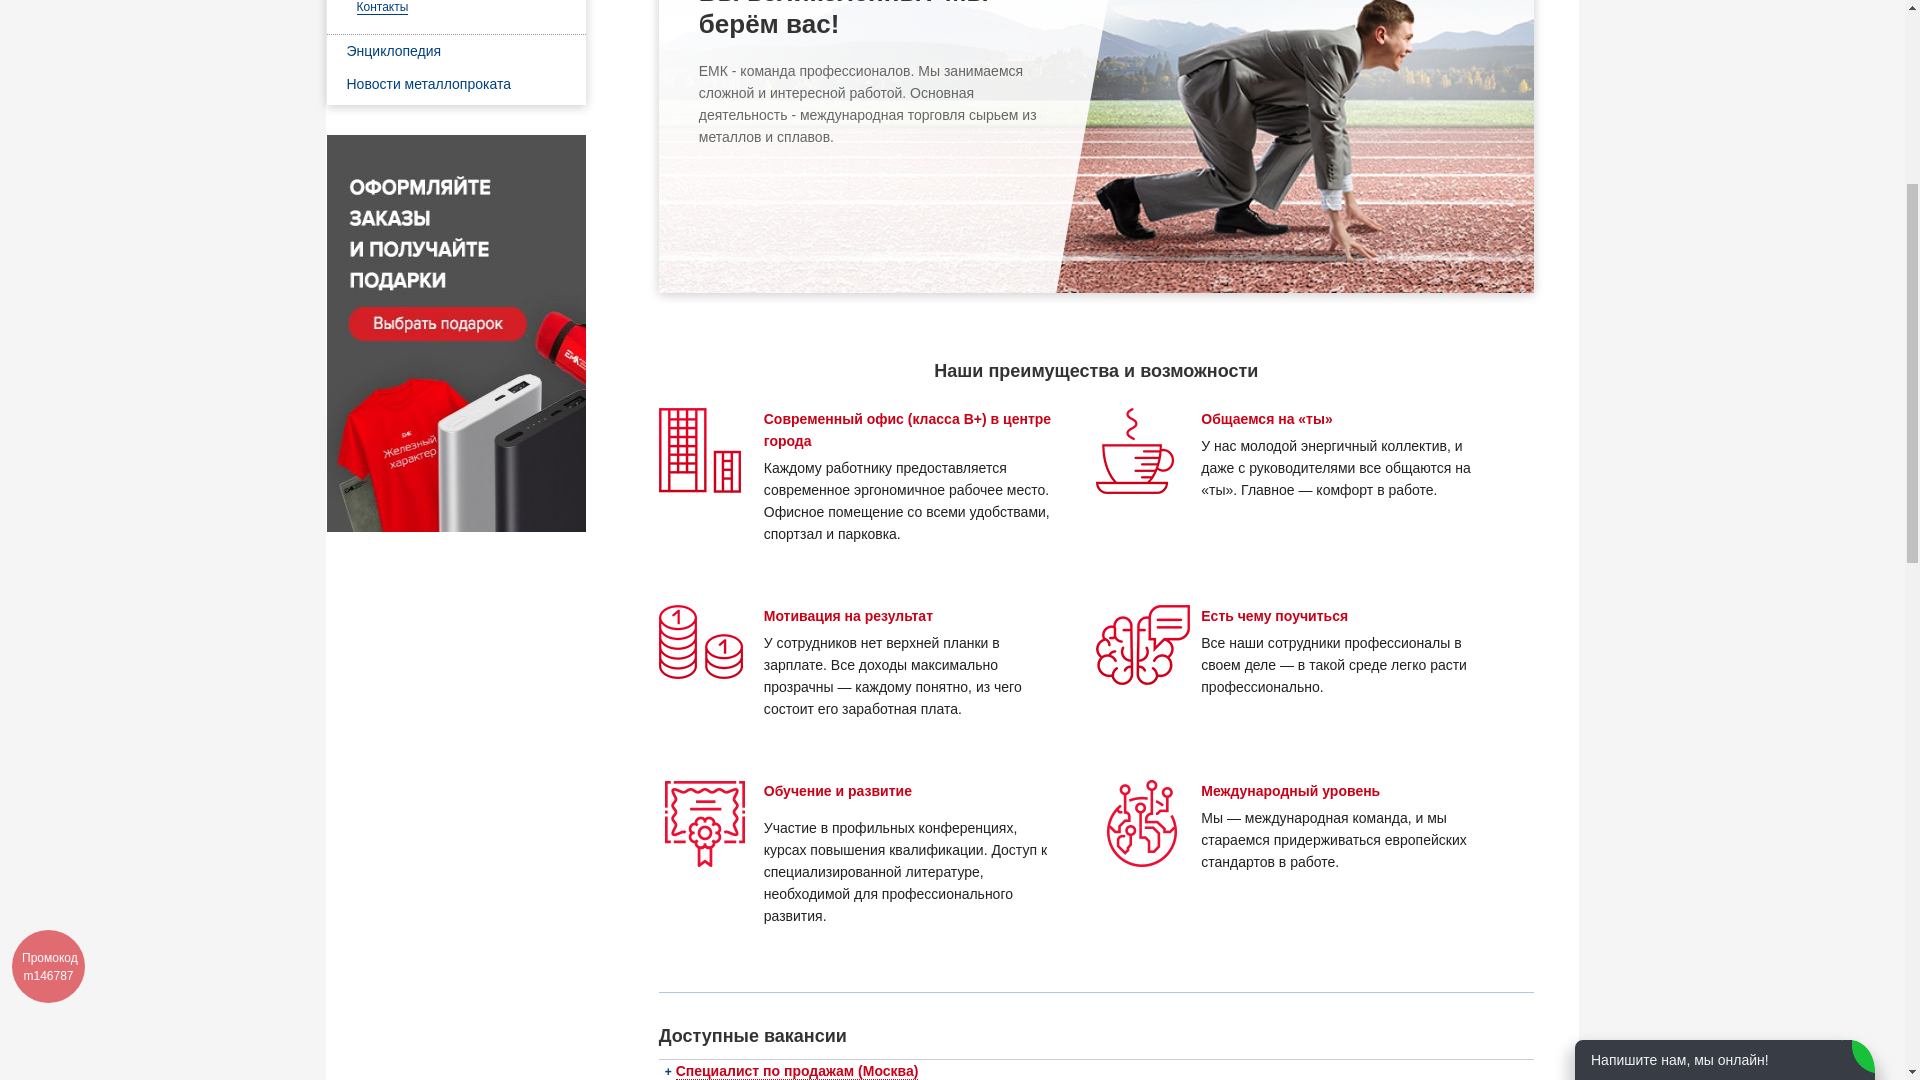 Контакты
Энциклопедия
Новости металлопроката
ОФОРМЛЯЙТЕ
ЗАКАЗЫ
И ПОЛУЧАЙТЕ
ПОДАРКИ
Выбрать подарок
ЕМК
Железный
характер
берём вас!
ЕМК - команда профессионалов. Мы занимаемся
сложной и интересной работой. Основная
деятельность - международная торговля сырьем из
металлов и сплавов.
Наши преимущества и возможности
Современный офис (класса В+) в центре
города
Каждому работнику предоставляется
современное эргономичное рабочее место.
Офисное помещение со всеми удобствами,
спортзал и парковка.
Общаемся на «ты»
У нас молодой энергичный коллектив, и
даже с руководителями все общаются на
«ты». Главное — комфорт в работе.
1
1
Мотивация на результат
У сотрудников нет верхней планки в
зарплате. Все доходы максимально
прозрачны — каждому понятно, из чего
состоит его заработная плата.
Есть чему поучиться
Все наши сотрудники профессионалы в
своем деле — в такой среде легко расти
профессионально.
Обучение и развитие
Участие в профильных конференциях,
курсах повышения квалификации. Доступ к
специализированной литературе,
необходимой для профессионального
развития.
Международный уровень
Мы — международная команда, и мы
стараемся придерживаться европейских
стандартов в работе.
Промокод
m146787
Доступные вакансии
+ Специалист по продажам (Москва)
Напишите нам, мы онлайн!